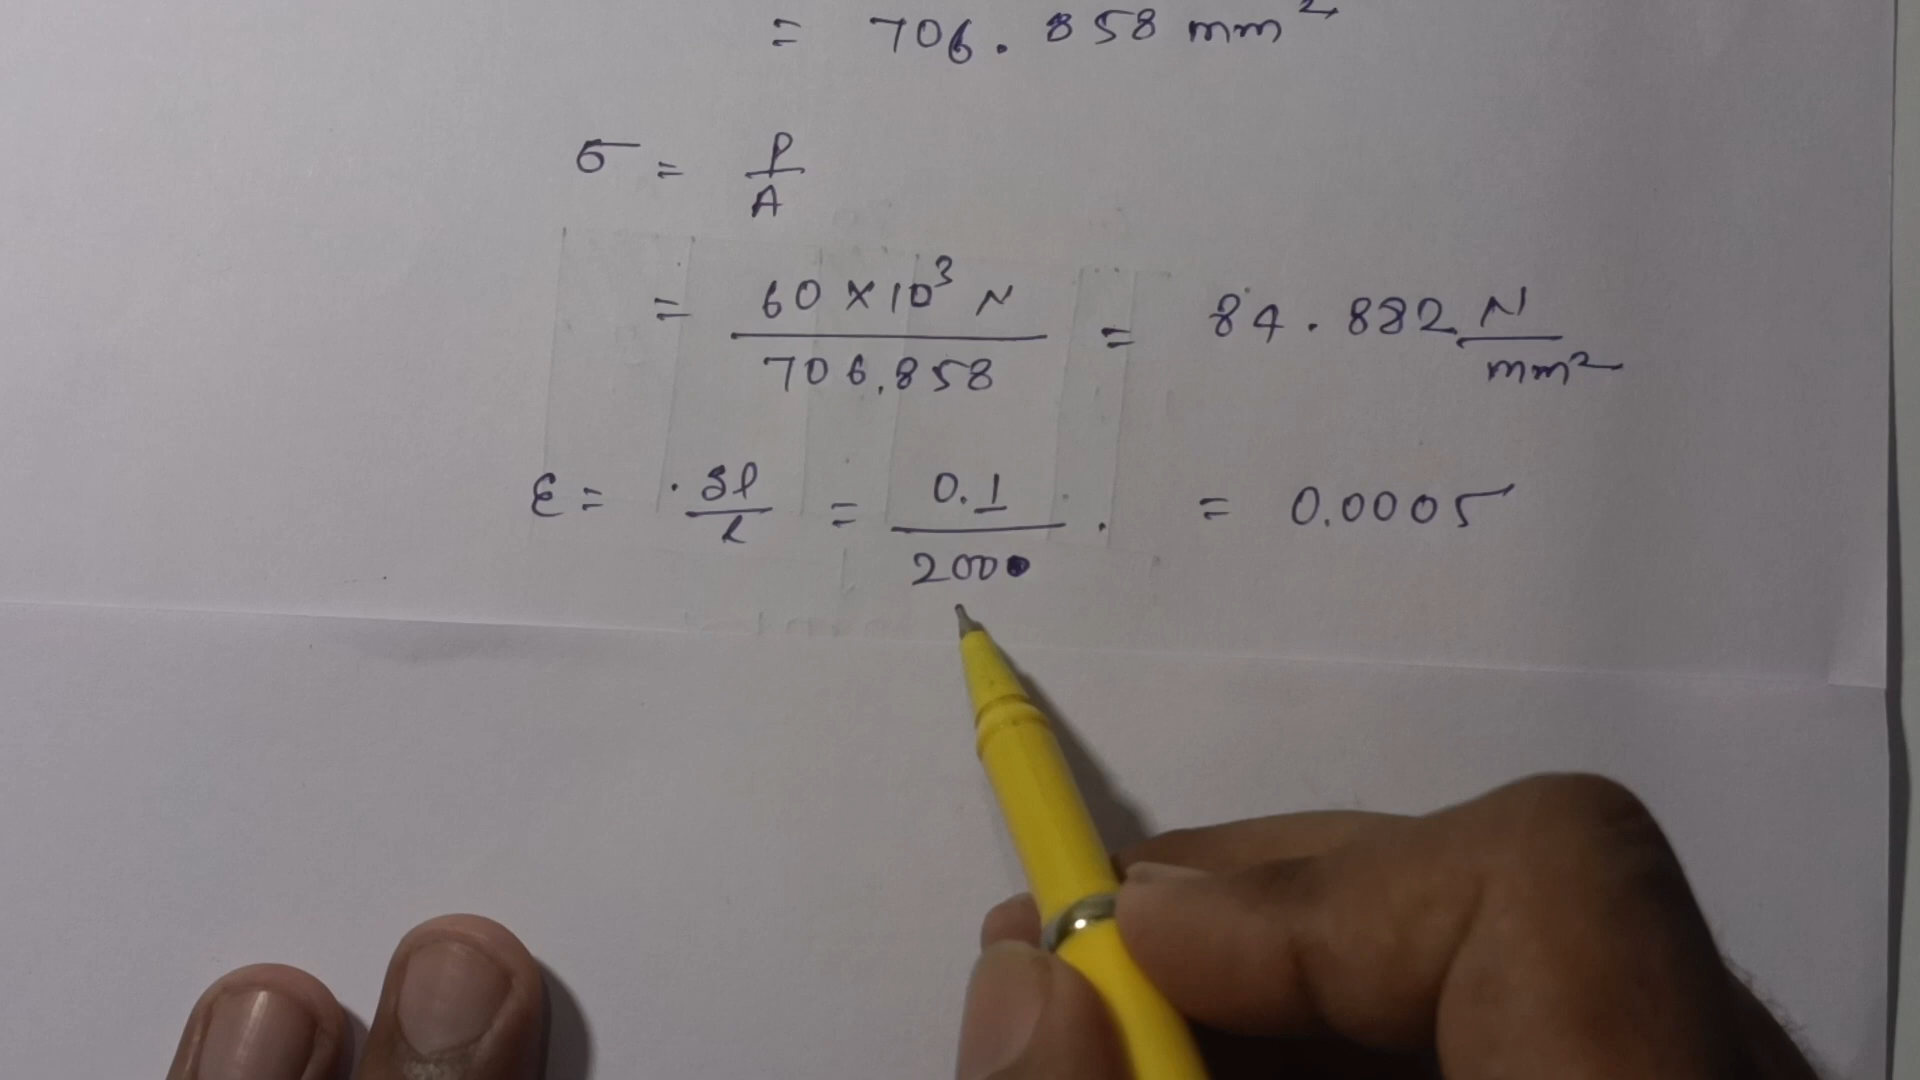 = 706.858 mm²
σ = P/A
= 60 × 10³ N / 706.858 = 84.882 N/mm²
ε = . δl/l = 0.1/2000 . = 0.0005